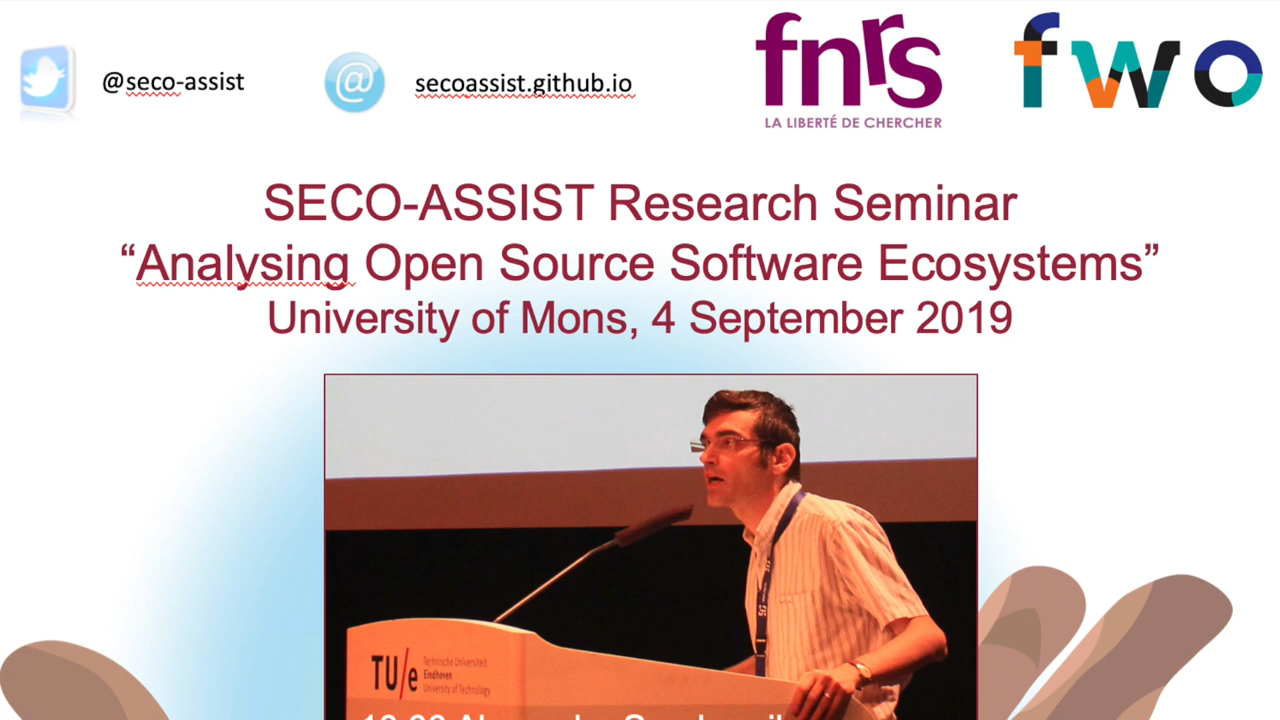 @seco-assist
secoassist.github.io
fnrs
LA LIBERTÉ DE CHERCHER
fwo
SECO-ASSIST Research Seminar
“Analysing Open Source Software Ecosystems”
University of Mons, 4 September 2019
TU/e
Technische Universiteit
Eindhoven
University of Technology